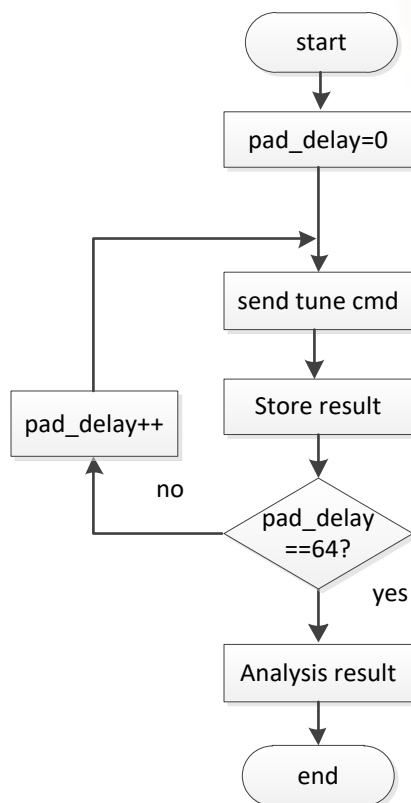 start
pad_delay=0
send tune cmd
Store result
pad_delay++
no
pad_delay
==64?
yes
Analysis result
end